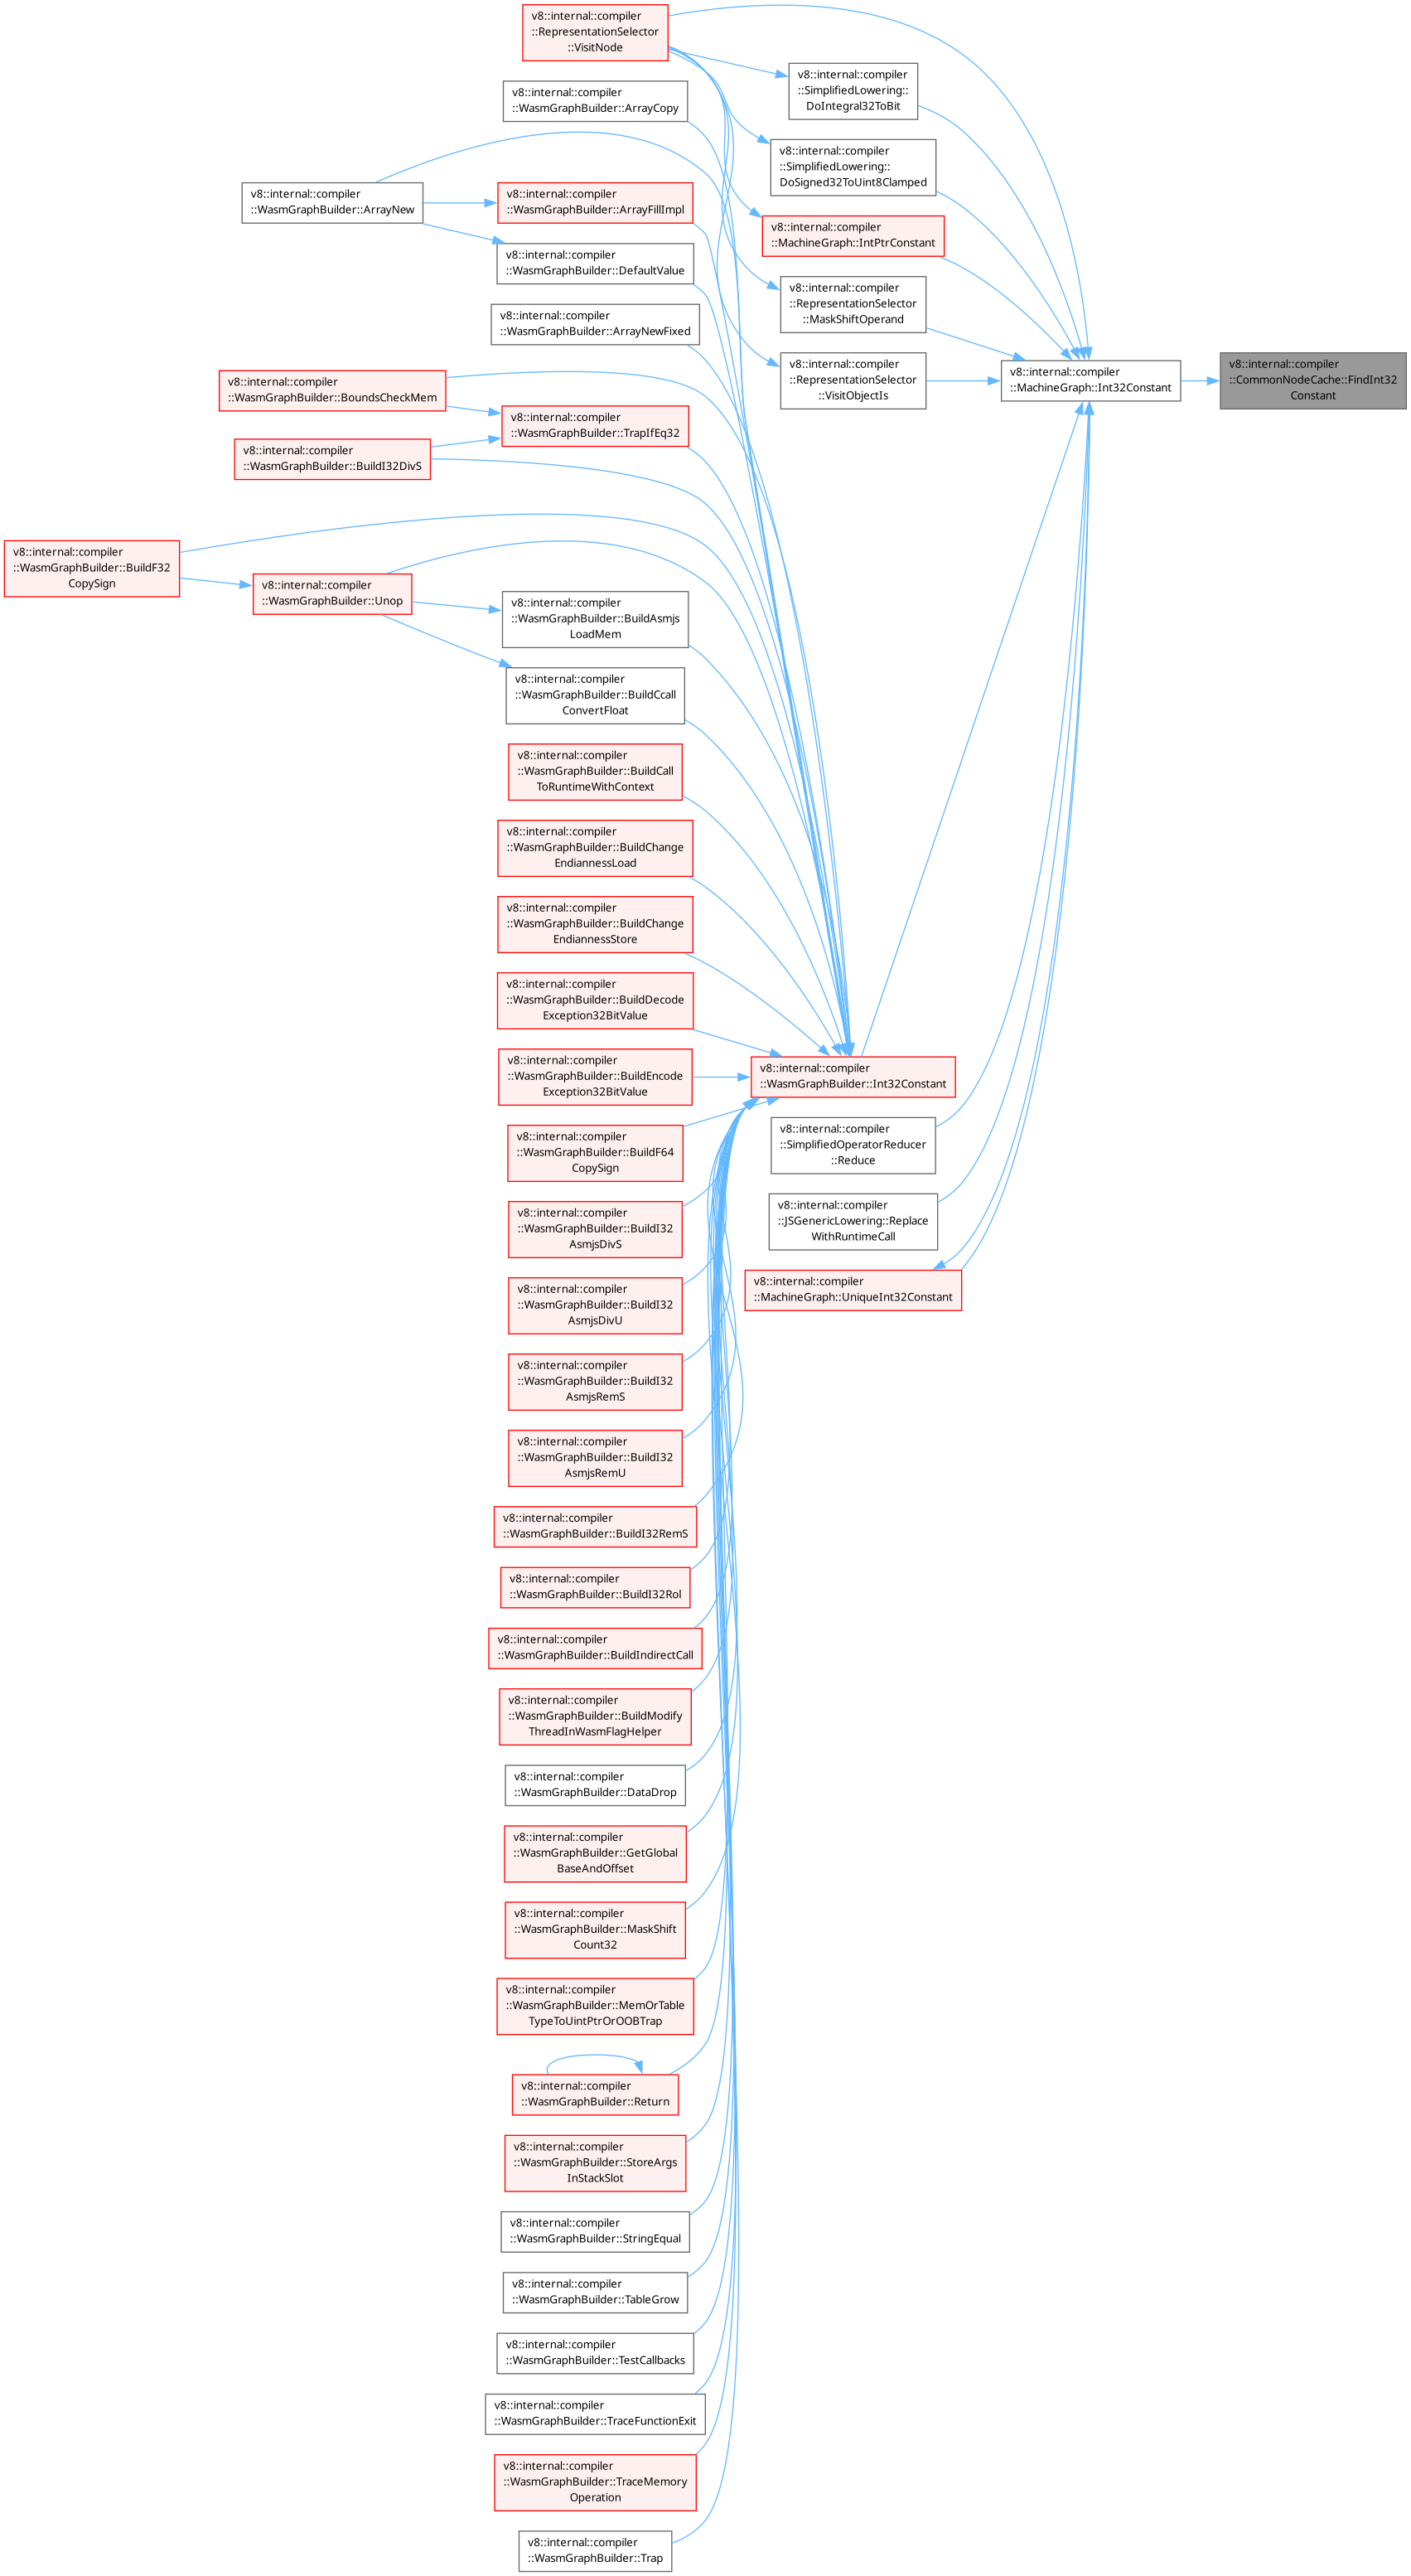 v8::internal::compiler
::RepresentationSelector
::VisitNode
v8::internal::compiler
::SimplifiedLowering::
DoIntegral32ToBit
v8::internal::compiler
::WasmGraphBuilder::ArrayCopy
v8::internal::compiler
::SimplifiedLowering::
DoSigned32ToUint8Clamped
v8::internal::compiler
::WasmGraphBuilder::ArrayNew
v8::internal::compiler
::WasmGraphBuilder::ArrayFillImpl
v8::internal::compiler
::MachineGraph::IntPtrConstant
v8::internal::compiler
::WasmGraphBuilder::DefaultValue
v8::internal::compiler
::RepresentationSelector
::MaskShiftOperand
v8::internal::compiler
::WasmGraphBuilder::ArrayNewFixed
v8::internal::compiler
::RepresentationSelector
::VisitObjectIs
v8::internal::compiler
::MachineGraph::Int32Constant
v8::internal::compiler
::CommonNodeCache::FindInt32
Constant
v8::internal::compiler
::WasmGraphBuilder::BoundsCheckMem
v8::internal::compiler
::WasmGraphBuilder::TrapIfEq32
v8::internal::compiler
::WasmGraphBuilder::BuildI32DivS
v8::internal::compiler
::WasmGraphBuilder::BuildF32
CopySign
v8::internal::compiler
::WasmGraphBuilder::Unop
v8::internal::compiler
::WasmGraphBuilder::BuildAsmjs
LoadMem
v8::internal::compiler
::WasmGraphBuilder::BuildCcall
ConvertFloat
v8::internal::compiler
::WasmGraphBuilder::BuildCall
ToRuntimeWithContext
v8::internal::compiler
::WasmGraphBuilder::BuildChange
EndiannessLoad
v8::internal::compiler
::WasmGraphBuilder::BuildChange
EndiannessStore
v8::internal::compiler
::WasmGraphBuilder::BuildDecode
Exception32BitValue
v8::internal::compiler
::WasmGraphBuilder::BuildEncode
Exception32BitValue
v8::internal::compiler
::WasmGraphBuilder::Int32Constant
v8::internal::compiler
::WasmGraphBuilder::BuildF64
CopySign
v8::internal::compiler
::SimplifiedOperatorReducer
::Reduce
v8::internal::compiler
::WasmGraphBuilder::BuildI32
AsmjsDivS
v8::internal::compiler
::JSGenericLowering::Replace
WithRuntimeCall
v8::internal::compiler
::WasmGraphBuilder::BuildI32
AsmjsDivU
v8::internal::compiler
::MachineGraph::UniqueInt32Constant
v8::internal::compiler
::WasmGraphBuilder::BuildI32
AsmjsRemS
v8::internal::compiler
::WasmGraphBuilder::BuildI32
AsmjsRemU
v8::internal::compiler
::WasmGraphBuilder::BuildI32RemS
v8::internal::compiler
::WasmGraphBuilder::BuildI32Rol
v8::internal::compiler
::WasmGraphBuilder::BuildIndirectCall
v8::internal::compiler
::WasmGraphBuilder::BuildModify
ThreadInWasmFlagHelper
v8::internal::compiler
::WasmGraphBuilder::DataDrop
v8::internal::compiler
::WasmGraphBuilder::GetGlobal
BaseAndOffset
v8::internal::compiler
::WasmGraphBuilder::MaskShift
Count32
v8::internal::compiler
::WasmGraphBuilder::MemOrTable
TypeToUintPtrOrOOBTrap
v8::internal::compiler
::WasmGraphBuilder::Return
v8::internal::compiler
::WasmGraphBuilder::StoreArgs
InStackSlot
v8::internal::compiler
::WasmGraphBuilder::StringEqual
v8::internal::compiler
::WasmGraphBuilder::TableGrow
v8::internal::compiler
::WasmGraphBuilder::TestCallbacks
v8::internal::compiler
::WasmGraphBuilder::TraceFunctionExit
v8::internal::compiler
::WasmGraphBuilder::TraceMemory
Operation
v8::internal::compiler
::WasmGraphBuilder::Trap